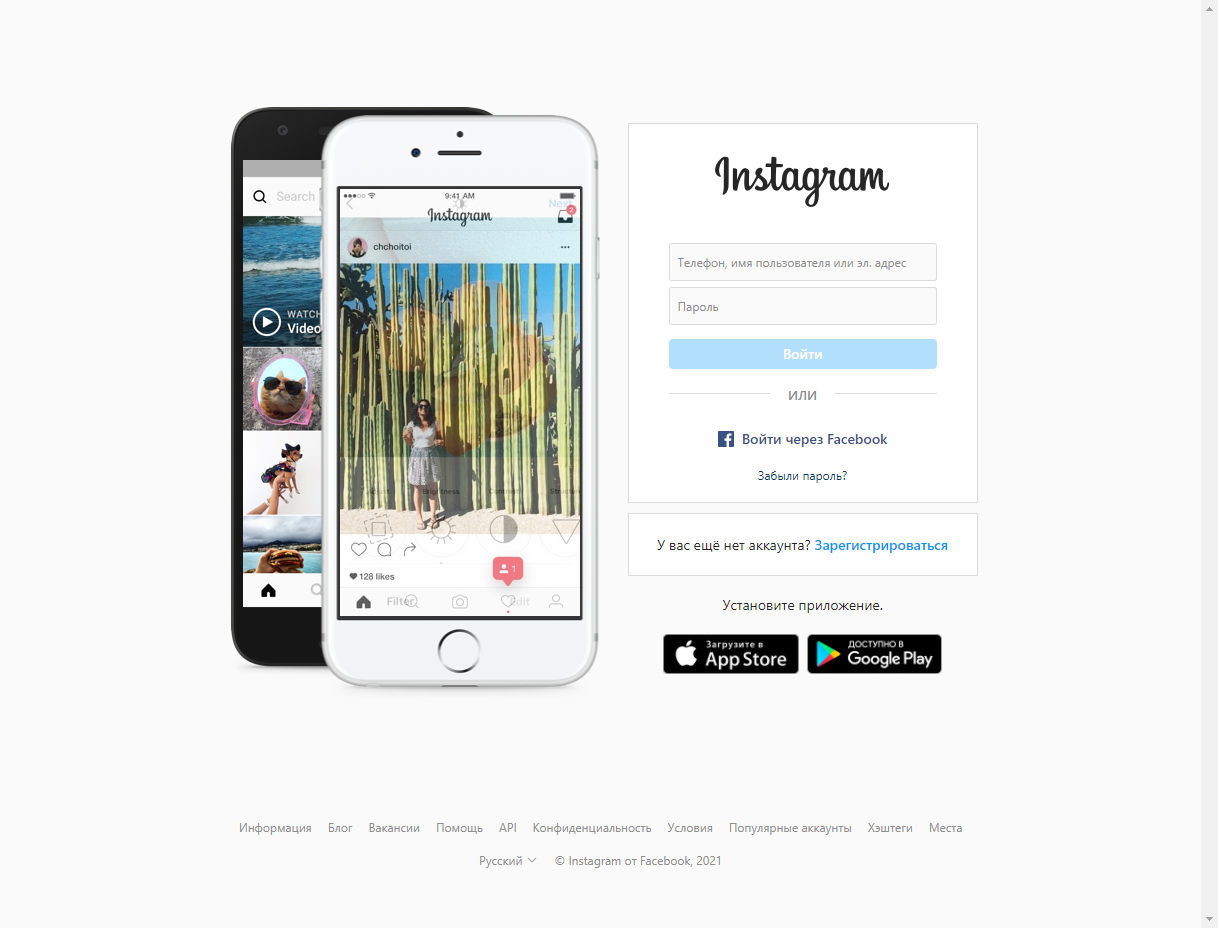 Search
WATCH
Video
9:41 AM
Next
Instagram
2
chchoitoi
Brightness
1
128 likes
Filter
Edit
Instagram
Телефон, имя пользователя или эл. адрес
Пароль
Войти
ИЛИ
Войти через Facebook
Забыли пароль?
У вас ещё нет аккаунта? Зарегистрироваться
Установите приложение.
Загрузите в
App Store
ДОСТУПНО В
Google Play
Информация Блог Вакансии Помощь API Конфиденциальность Условия Популярные аккаунты Хэштеги Места
Русский © Instagram от Facebook, 2021